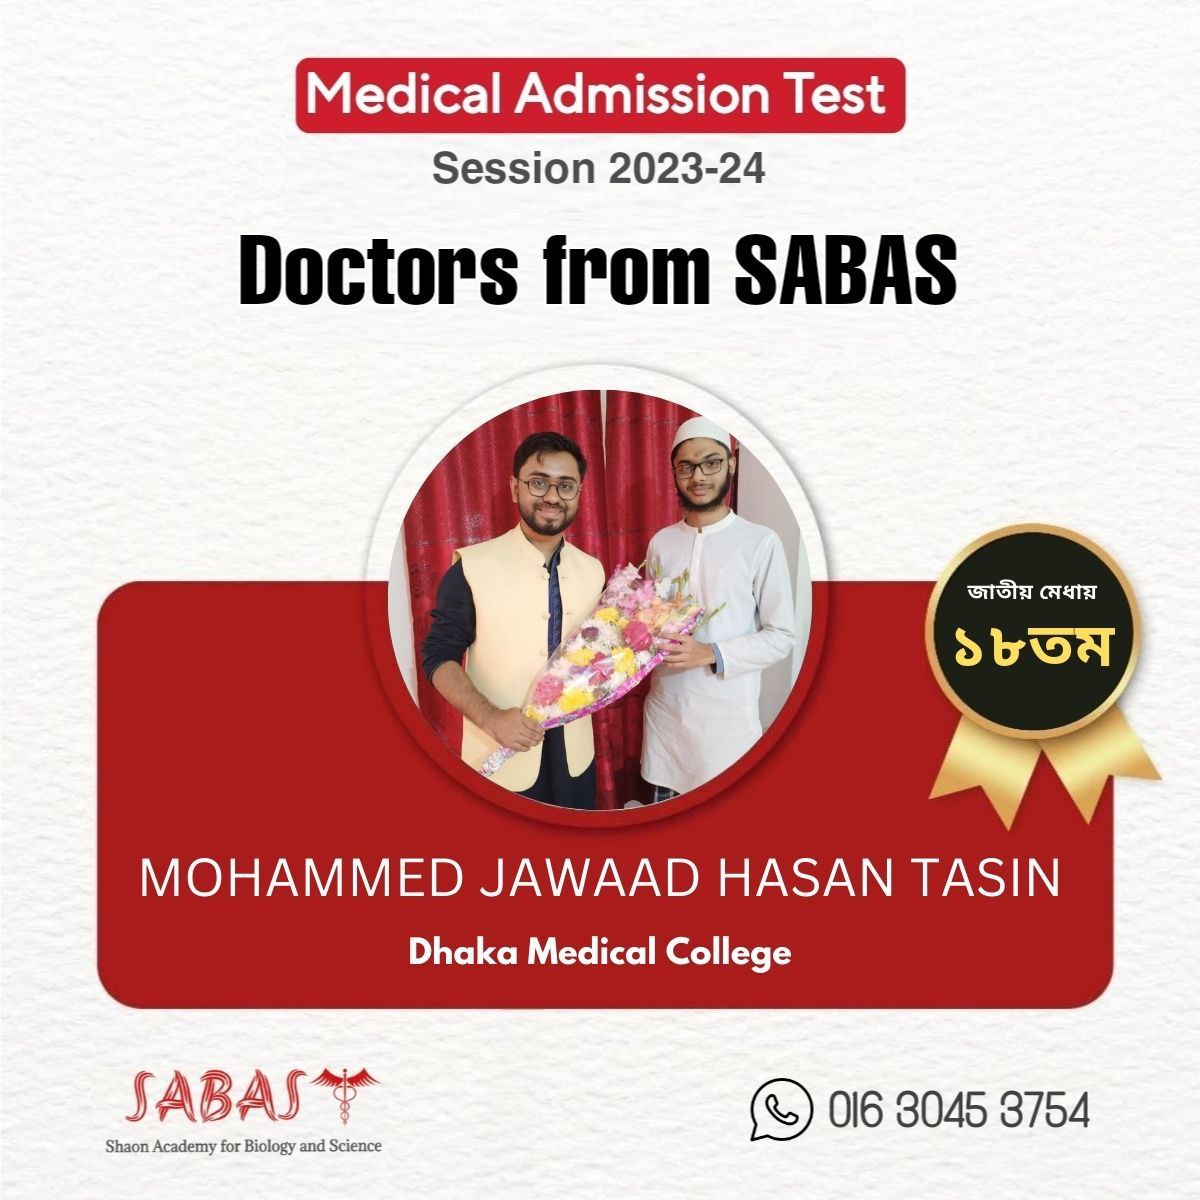 Medical Admission Test
Session 2023-24
Doctors from SABAS
জাতীয় মেধায়
১৮তম
MOHAMMED JAWAAD HASAN TASIN
Dhaka Medical College
SABAS
Shaon Academy for Biology and Science
016 3045 3754